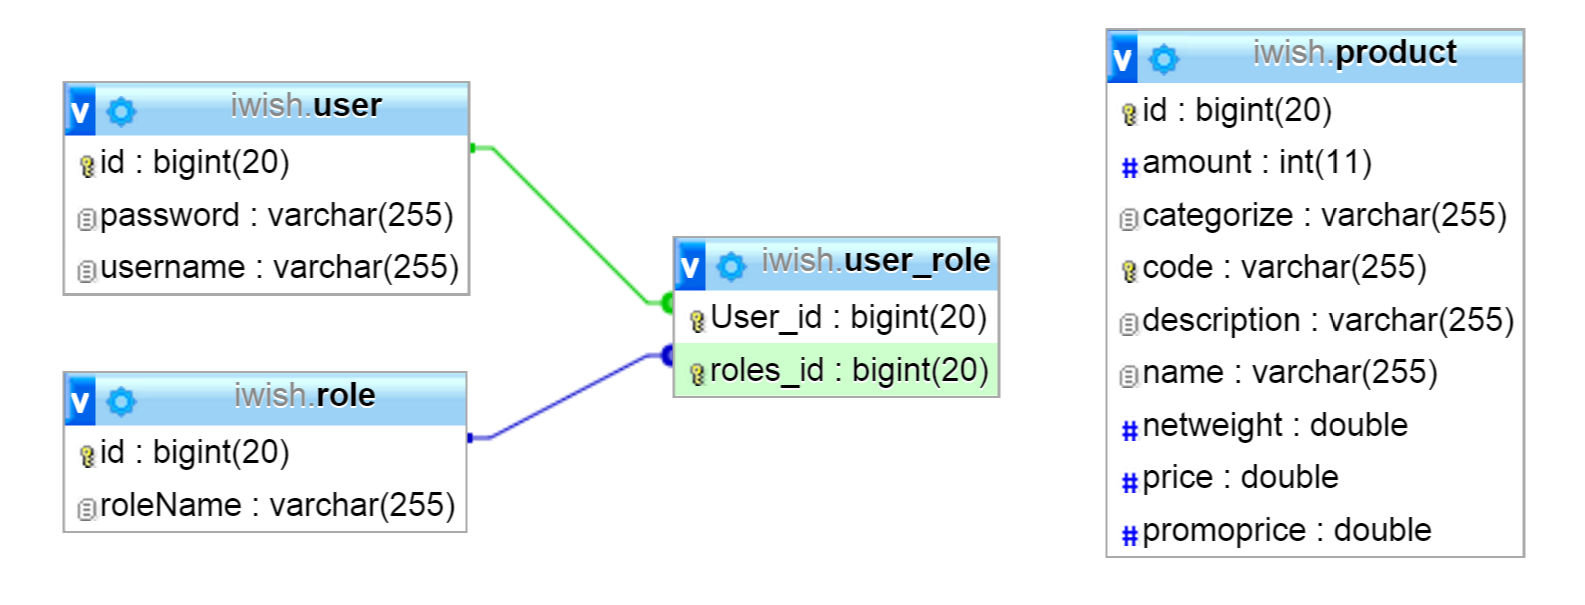 v iwish.user
id : bigint(20)
password : varchar(255)
username : varchar(255)
v iwish.role
id : bigint(20)
roleName : varchar(255)
v iwish.user_role
User_id : bigint(20)
roles_id : bigint(20)
v iwish.product
id : bigint(20)
# amount : int(11)
categorize : varchar(255)
code : varchar(255)
description : varchar(255)
name : varchar(255)
# netweight : double
# price : double
# promoprice : double